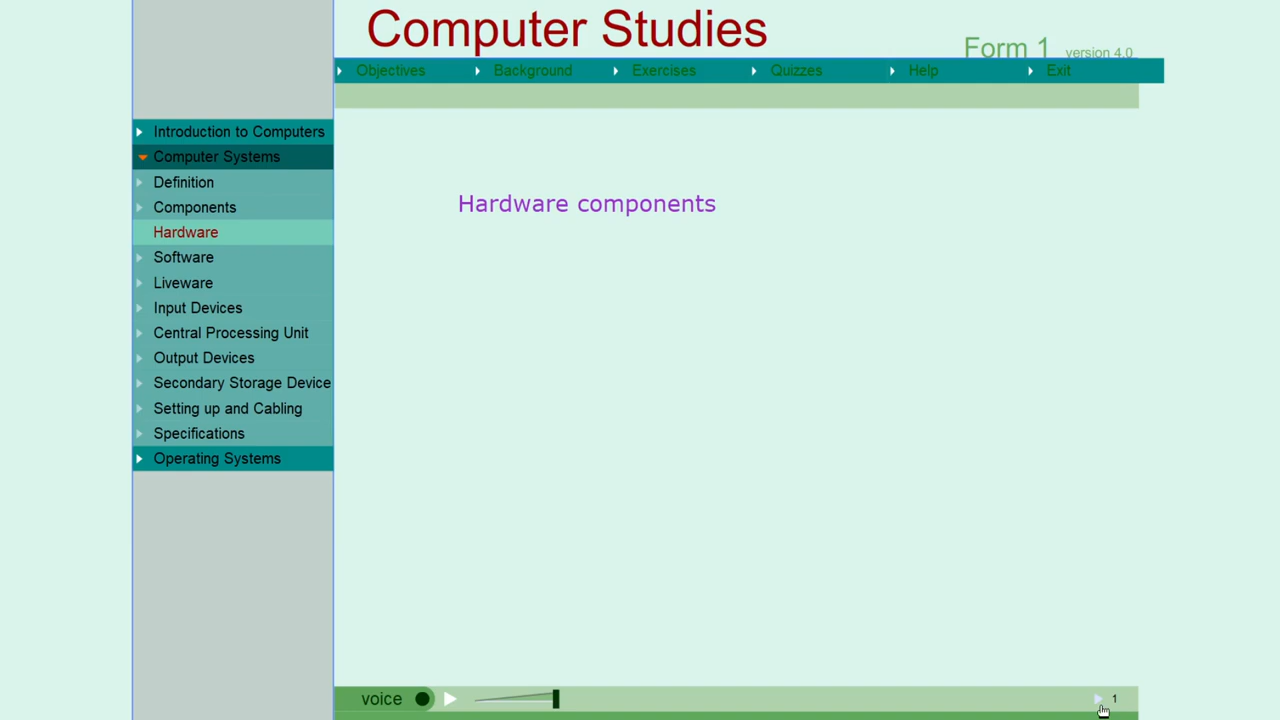 Computer Studies
Form 1 version 4.0
Objectives Background Exercises Quizzes Help Exit
Introduction to Computers
Computer Systems
Definition
Components
Hardware
Software
Liveware
Input Devices
Central Processing Unit
Output Devices
Secondary Storage Device
Setting up and Cabling
Specifications
Operating Systems
Hardware components
voice
1